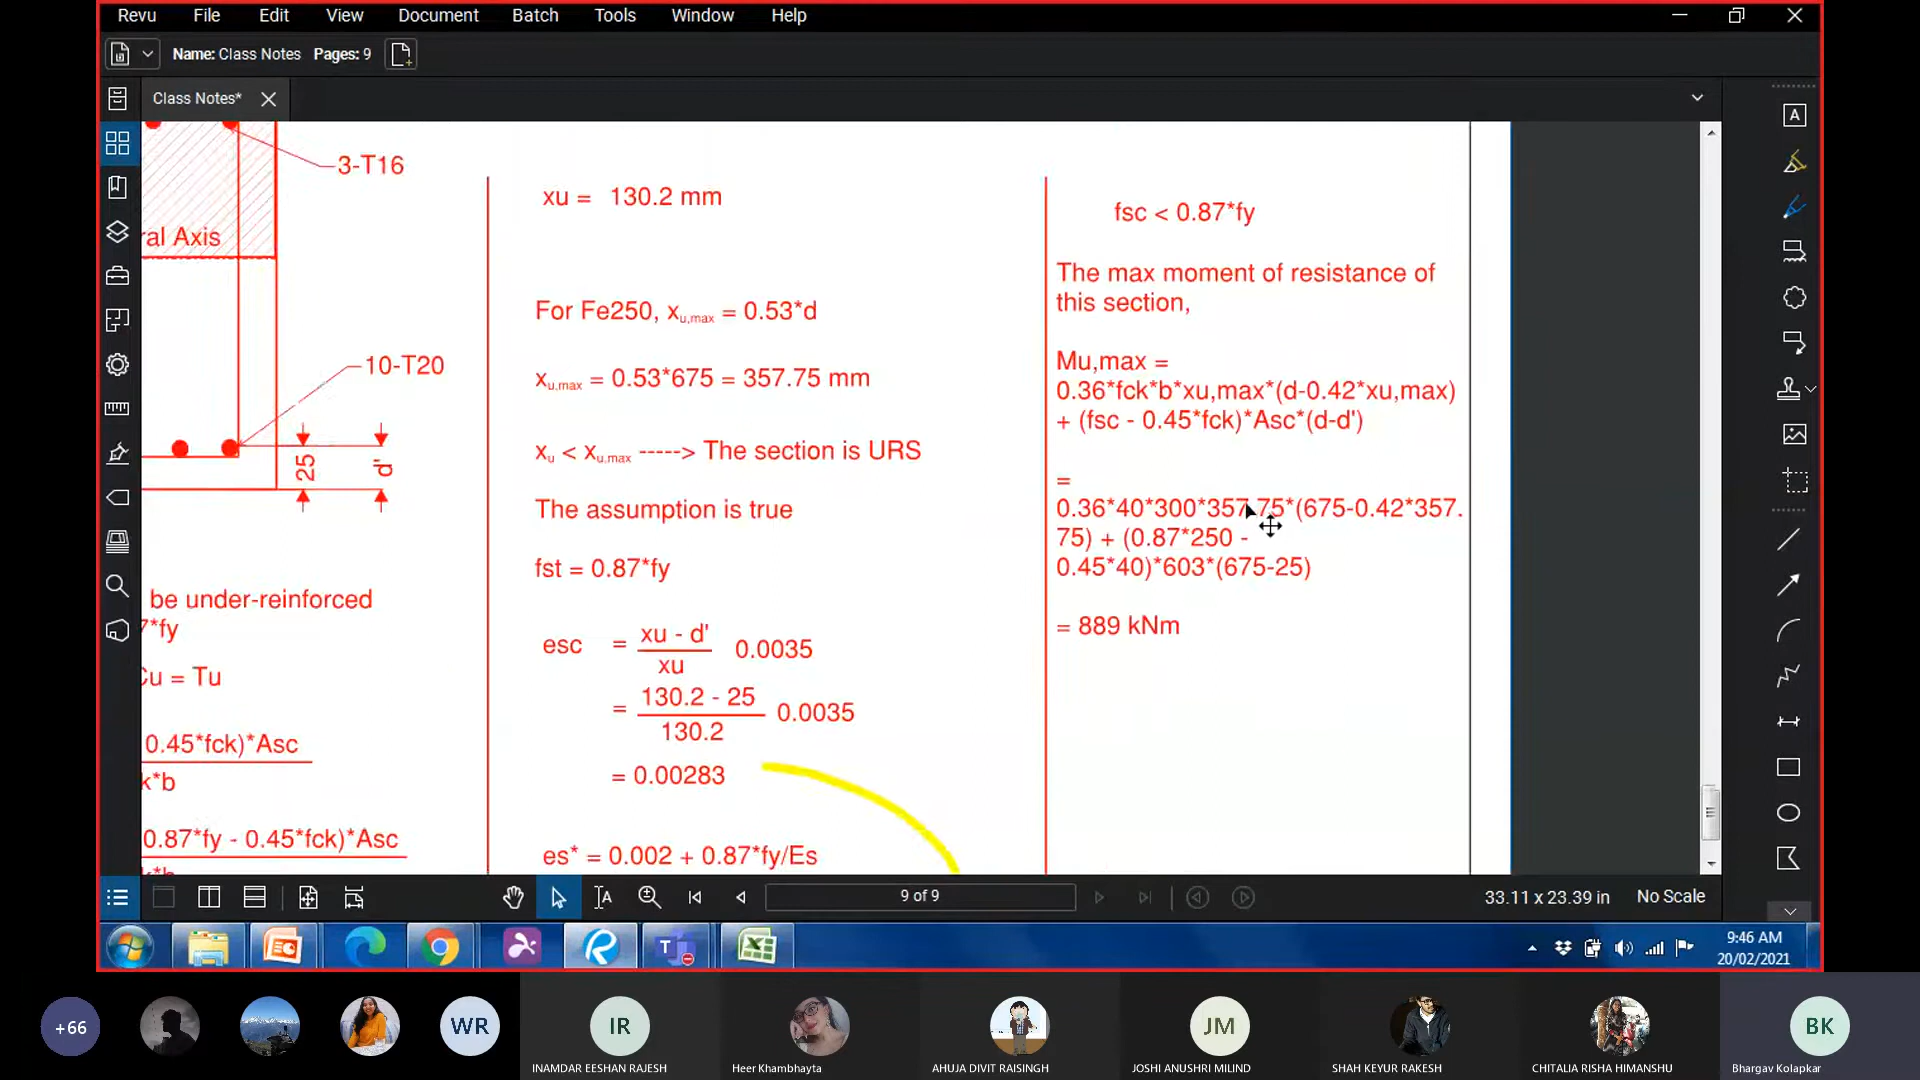 Revu File Edit View Document Batch Tools Window Help
Name: Class Notes Pages: 9
Class Notes*
3-T16
ral Axis
10-T20
25
d'
be under-reinforced
7*fy
Cu = Tu
0.45*fck)*Asc
k*b
0.87*fy - 0.45*fck)*Asc
k*b
xu = 130.2 mm
For Fe250, xu,max = 0.53*d
xu,max = 0.53*675 = 357.75 mm
xu < xu,max -----> The section is URS
The assumption is true
fst = 0.87*fy
esc = xu - d' 0.0035
xu
= 130.2 - 25 0.0035
130.2
= 0.00283
es* = 0.002 + 0.87*fy/Es
fsc < 0.87*fy
The max moment of resistance of
this section,
Mu,max =
0.36*fck*b*xu,max*(d-0.42*xu,max)
+ (fsc - 0.45*fck)*Asc*(d-d')
=
0.36*40*300*357.75*(675-0.42*357.
75) + (0.87*250 -
0.45*40)*603*(675-25)
= 889 kNm
9 of 9
33.11 x 23.39 in No Scale
9:46 AM
20/02/2021
+66
WR
IR
JM
BK
INAMDAR EESHAN RAJESH
Heer Khambhayta
AHUJA DIVIT RAISINGH
JOSHI ANUSHRI MILIND
SHAH KEYUR RAKESH
CHITALIA RISHA HIMANSHU
Bhargav Kolapkar